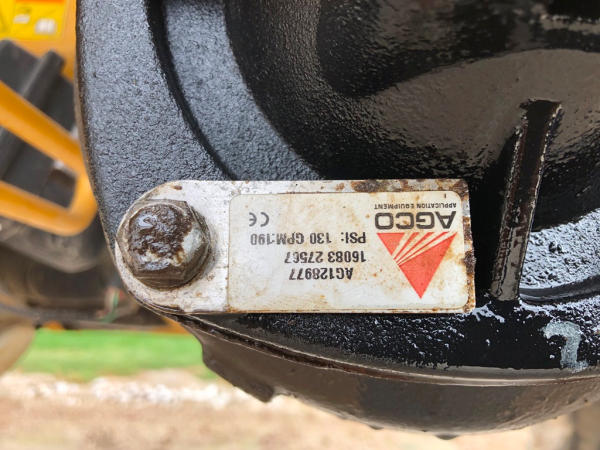 AGCO
APPLICATION EQUIPMENT
AG128977
16083 27567
PSI: 130 GPM:190
CE